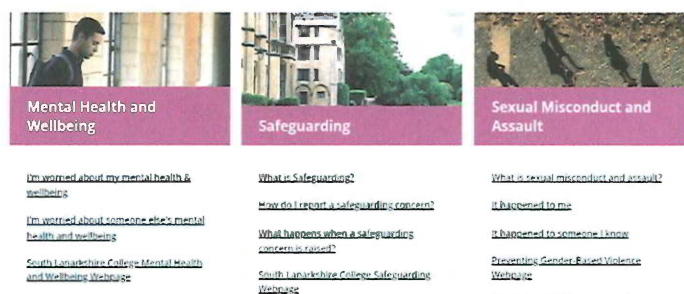 Mental Health and
Wellbeing
I'm worried about my mental health &
wellbeing
I'm worried about someone else's mental
health and wellbeing
South Lanarkshire College Mental Health
and Wellbeing Webpage
Safeguarding
What is Safeguarding?
How do I report a safeguarding concern?
What happens when a safeguarding
concern is raised?
South Lanarkshire College Safeguarding
Webpage
Sexual Misconduct and
Assault
What is sexual misconduct and assault?
It happened to me
It happened to someone I know
Preventing Gender-Based Violence
Webpage